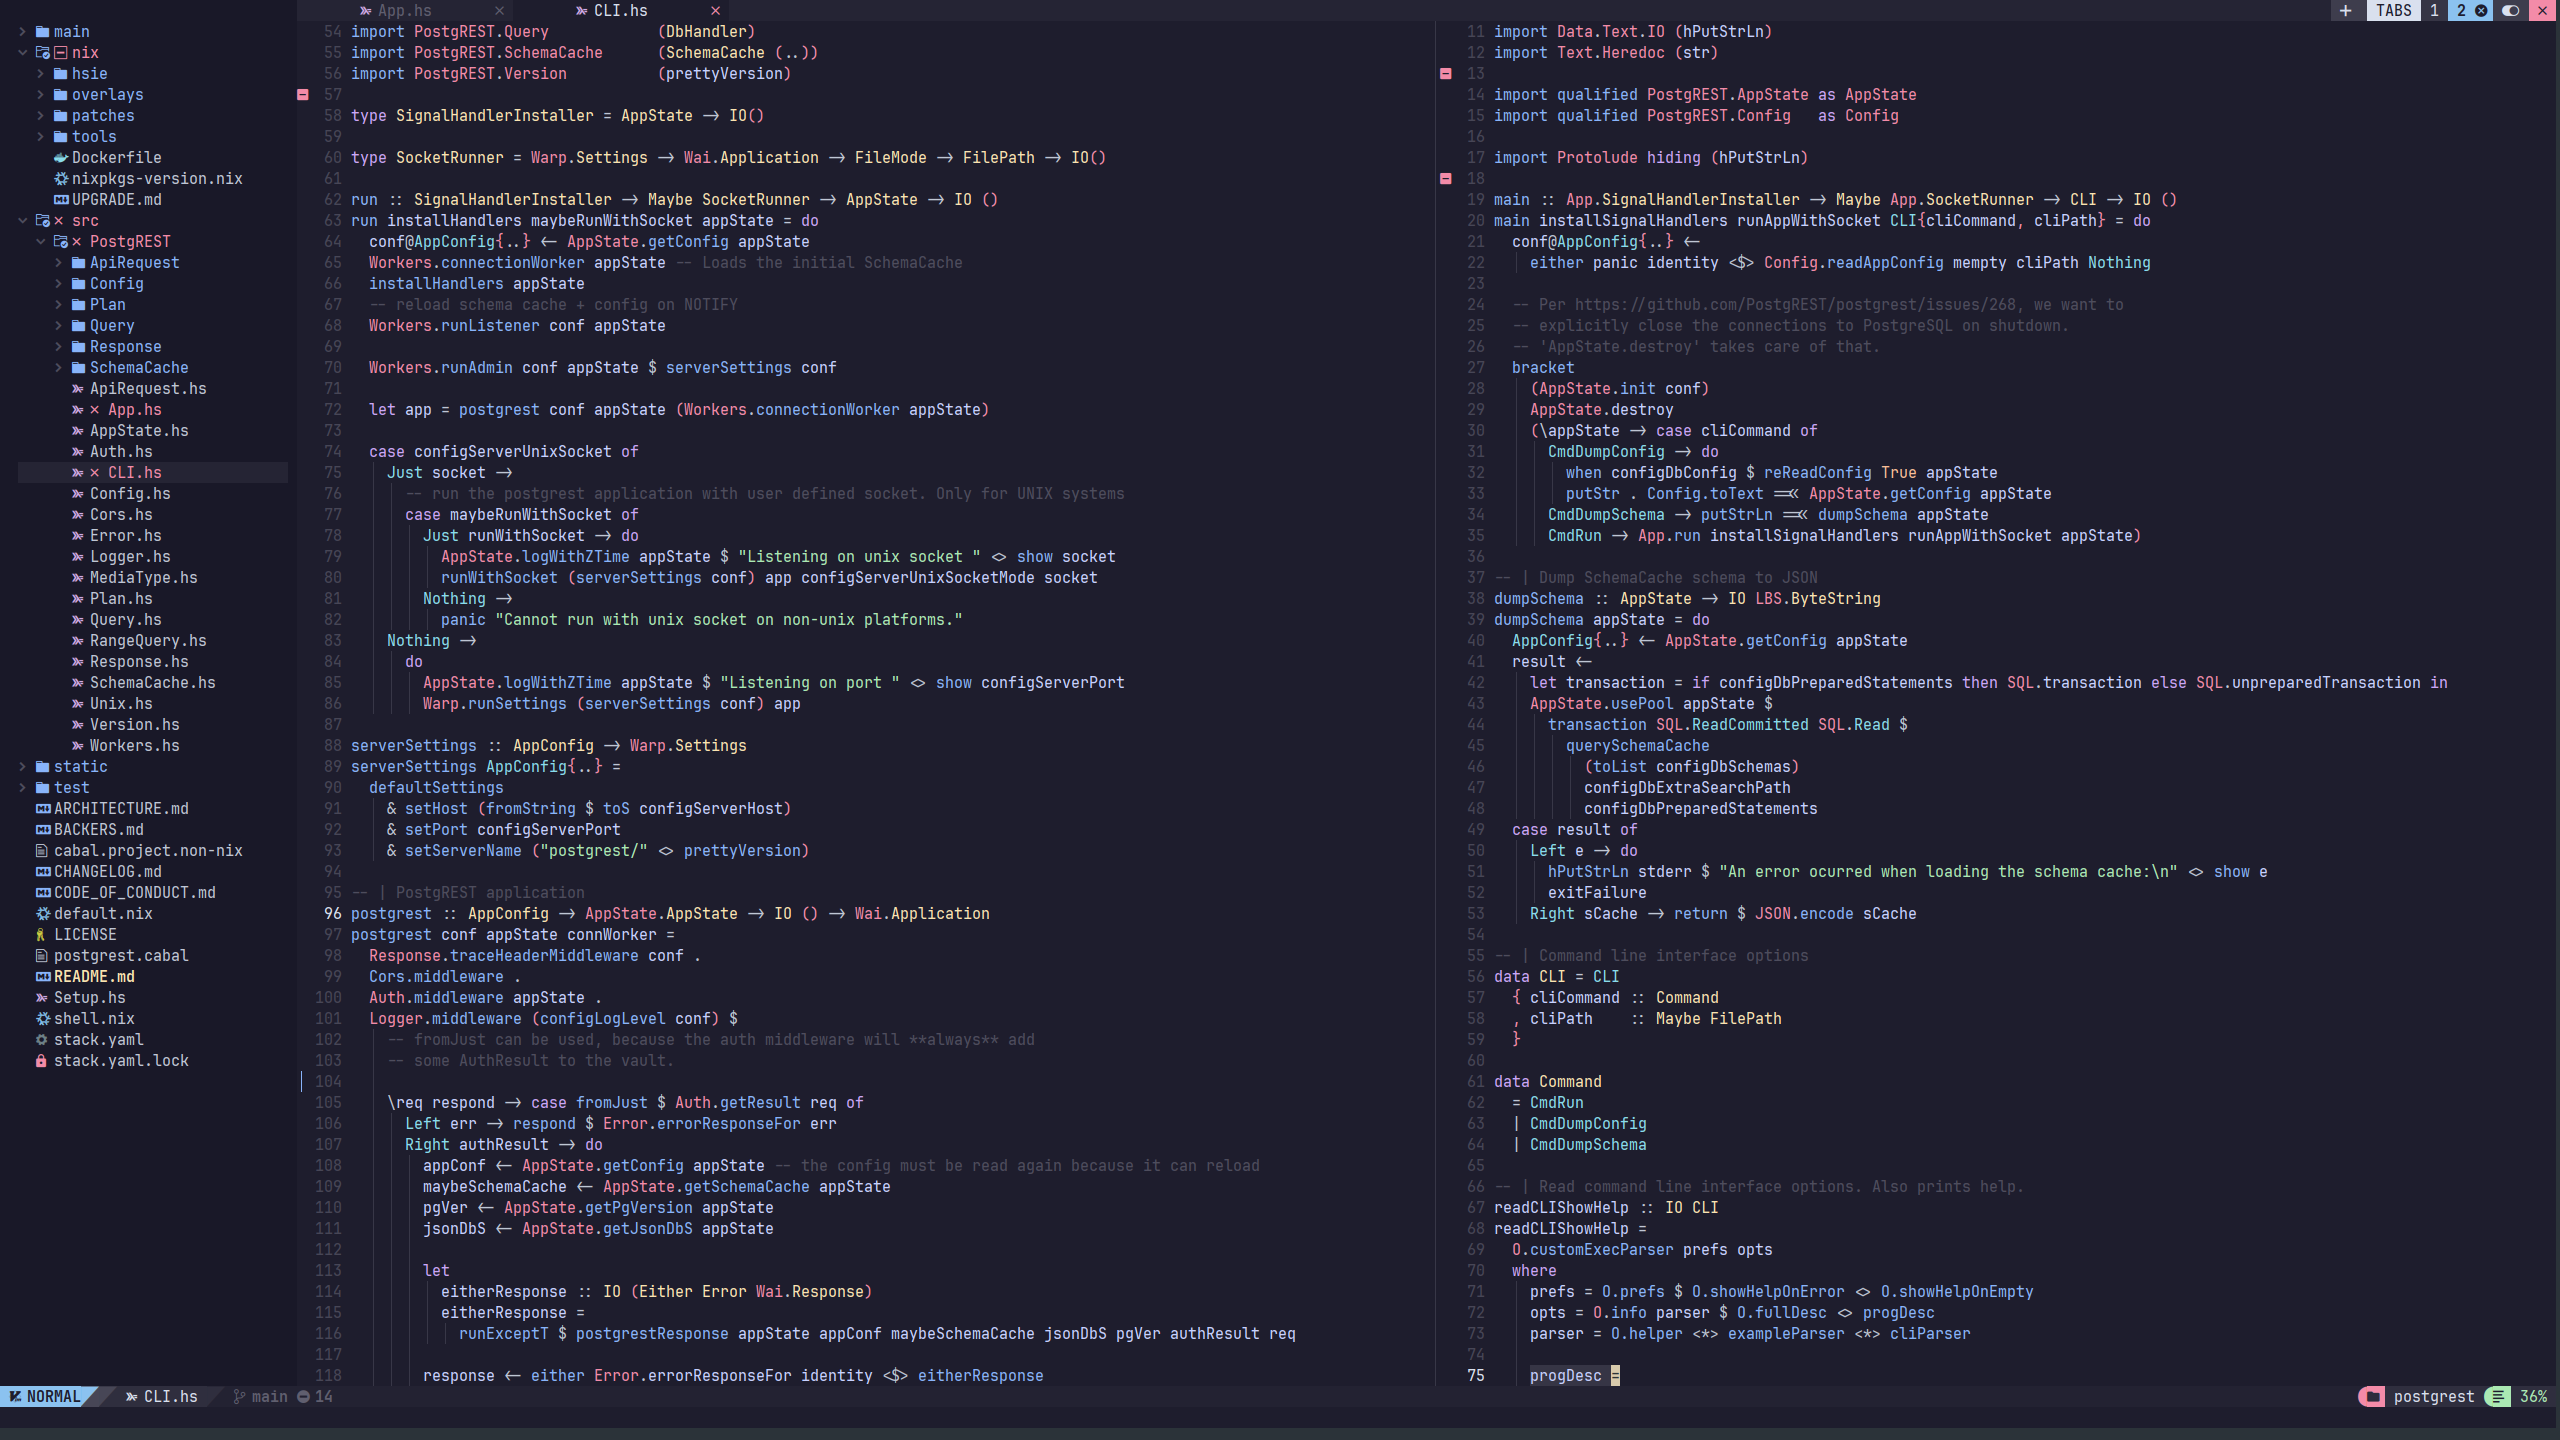 App.hs CLI.hs TABS 1 2
main
nix
hsie
overlays
patches
tools
Dockerfile
nixpkgs-version.nix
UPGRADE.md
src
PostgREST
ApiRequest
Config
Plan
Query
Response
SchemaCache
ApiRequest.hs
App.hs
AppState.hs
Auth.hs
CLI.hs
Config.hs
Cors.hs
Error.hs
Logger.hs
MediaType.hs
Plan.hs
Query.hs
RangeQuery.hs
Response.hs
SchemaCache.hs
Unix.hs
Version.hs
Workers.hs
static
test
ARCHITECTURE.md
BACKERS.md
cabal.project.non-nix
CHANGELOG.md
CODE_OF_CONDUCT.md
default.nix
LICENSE
postgrest.cabal
README.md
Setup.hs
shell.nix
stack.yaml
stack.yaml.lock
54 import PostgREST.Query            (DbHandler)
55 import PostgREST.SchemaCache      (SchemaCache (..))
56 import PostgREST.Version          (prettyVersion)
57
58 type SignalHandlerInstaller = AppState -> IO()
59
60 type SocketRunner = Warp.Settings -> Wai.Application -> FileMode -> FilePath -> IO()
61
62 run :: SignalHandlerInstaller -> Maybe SocketRunner -> AppState -> IO ()
63 run installHandlers maybeRunWithSocket appState = do
64   conf@AppConfig{..} <- AppState.getConfig appState
65   Workers.connectionWorker appState -- Loads the initial SchemaCache
66   installHandlers appState
67   -- reload schema cache + config on NOTIFY
68   Workers.runListener conf appState
69
70   Workers.runAdmin conf appState $ serverSettings conf
71
72   let app = postgrest conf appState (Workers.connectionWorker appState)
73
74   case configServerUnixSocket of
75     Just socket ->
76       -- run the postgrest application with user defined socket. Only for UNIX systems
77       case maybeRunWithSocket of
78         Just runWithSocket -> do
79           AppState.logWithZTime appState $ "Listening on unix socket " <> show socket
80           runWithSocket (serverSettings conf) app configServerUnixSocketMode socket
81         Nothing ->
82           panic "Cannot run with unix socket on non-unix platforms."
83     Nothing ->
84       do
85         AppState.logWithZTime appState $ "Listening on port " <> show configServerPort
86         Warp.runSettings (serverSettings conf) app
87
88 serverSettings :: AppConfig -> Warp.Settings
89 serverSettings AppConfig{..} =
90   defaultSettings
91     & setHost (fromString $ toS configServerHost)
92     & setPort configServerPort
93     & setServerName ("postgrest/" <> prettyVersion)
94
95 -- | PostgREST application
96 postgrest :: AppConfig -> AppState.AppState -> IO () -> Wai.Application
97 postgrest conf appState connWorker =
98   Response.traceHeaderMiddleware conf .
99   Cors.middleware .
100   Auth.middleware appState .
101   Logger.middleware (configLogLevel conf) $
102     -- fromJust can be used, because the auth middleware will **always** add
103     -- some AuthResult to the vault.
104
105     \req respond -> case fromJust $ Auth.getResult req of
106       Left err -> respond $ Error.errorResponseFor err
107       Right authResult -> do
108         appConf <- AppState.getConfig appState -- the config must be read again because it can reload
109         maybeSchemaCache <- AppState.getSchemaCache appState
110         pgVer <- AppState.getPgVersion appState
111         jsonDbS <- AppState.getJsonDbS appState
112
113         let
114           eitherResponse :: IO (Either Error Wai.Response)
115           eitherResponse =
116             runExceptT $ postgrestResponse appState appConf maybeSchemaCache jsonDbS pgVer authResult req
117
118         response <- either Error.errorResponseFor identity <$> eitherResponse
11 import Data.Text.IO (hPutStrLn)
12 import Text.Heredoc (str)
13
14 import qualified PostgREST.AppState as AppState
15 import qualified PostgREST.Config   as Config
16
17 import Protolude hiding (hPutStrLn)
18
19 main :: App.SignalHandlerInstaller -> Maybe App.SocketRunner -> CLI -> IO ()
20 main installSignalHandlers runAppWithSocket CLI{cliCommand, cliPath} = do
21   conf@AppConfig{..} <-
22     either panic identity <$> Config.readAppConfig mempty cliPath Nothing
23
24   -- Per https://github.com/PostgREST/postgrest/issues/268, we want to
25   -- explicitly close the connections to PostgreSQL on shutdown.
26   -- 'AppState.destroy' takes care of that.
27   bracket
28     (AppState.init conf)
29     AppState.destroy
30     (\appState -> case cliCommand of
31       CmdDumpConfig -> do
32         when configDbConfig $ reReadConfig True appState
33         putStr . Config.toText =<< AppState.getConfig appState
34       CmdDumpSchema -> putStrLn =<< dumpSchema appState
35       CmdRun -> App.run installSignalHandlers runAppWithSocket appState)
36
37 -- | Dump SchemaCache schema to JSON
38 dumpSchema :: AppState -> IO LBS.ByteString
39 dumpSchema appState = do
40   AppConfig{..} <- AppState.getConfig appState
41   result <-
42     let transaction = if configDbPreparedStatements then SQL.transaction else SQL.unpreparedTransaction in
43     AppState.usePool appState $
44       transaction SQL.ReadCommitted SQL.Read $
45         querySchemaCache
46           (toList configDbSchemas)
47           configDbExtraSearchPath
48           configDbPreparedStatements
49   case result of
50     Left e -> do
51       hPutStrLn stderr $ "An error ocurred when loading the schema cache:\n" <> show e
52       exitFailure
53     Right sCache -> return $ JSON.encode sCache
54
55 -- | Command line interface options
56 data CLI = CLI
57   { cliCommand :: Command
58   , cliPath    :: Maybe FilePath
59   }
60
61 data Command
62   = CmdRun
63   | CmdDumpConfig
64   | CmdDumpSchema
65
66 -- | Read command line interface options. Also prints help.
67 readCLIShowHelp :: IO CLI
68 readCLIShowHelp =
69   O.customExecParser prefs opts
70   where
71     prefs = O.prefs $ O.showHelpOnError <> O.showHelpOnEmpty
72     opts = O.info parser $ O.fullDesc <> progDesc
73     parser = O.helper <*> exampleParser <*> cliParser
74
75     progDesc =
NORMAL CLI.hs main 14 postgrest 36%